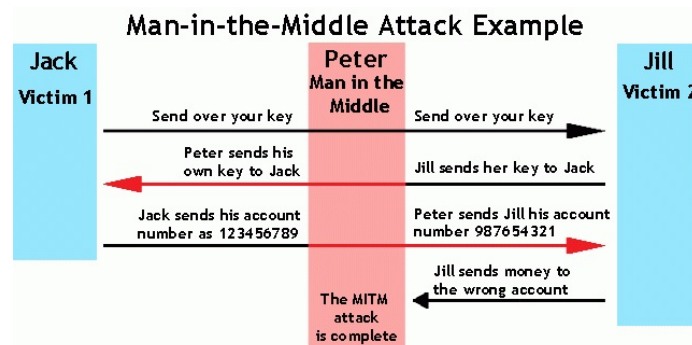 Man-in-the-Middle Attack Example
Jack
Victim 1
Peter
Man in the
Middle
Jill
Victim 2
Send over your key
Send over your key
Peter sends his
own key to Jack
Jill sends her key to Jack
Jack sends his account
number as 123456789
Peter sends Jill his account
number 987654321
Jill sends money to
the wrong account
The MITM
attack
is complete